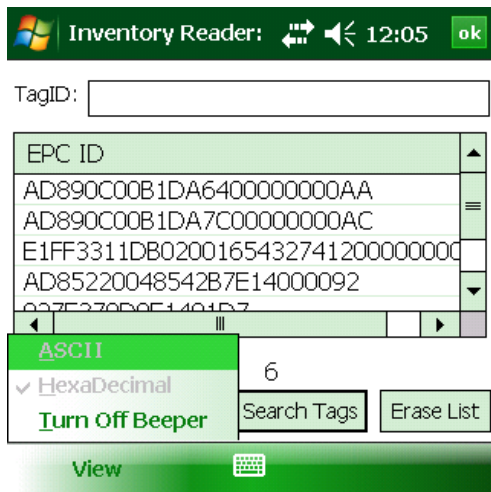 Inventory Reader: 12:05 ok
TagID:
EPC ID
AD890C00B1DA6400000000AA
AD890C00B1DA7C00000000AC
E1FF3311DB02001654327412000000
AD85220048542B7E14000092
ASCII
6
HexaDecimal
Turn Off Beeper
Search Tags
Erase List
View